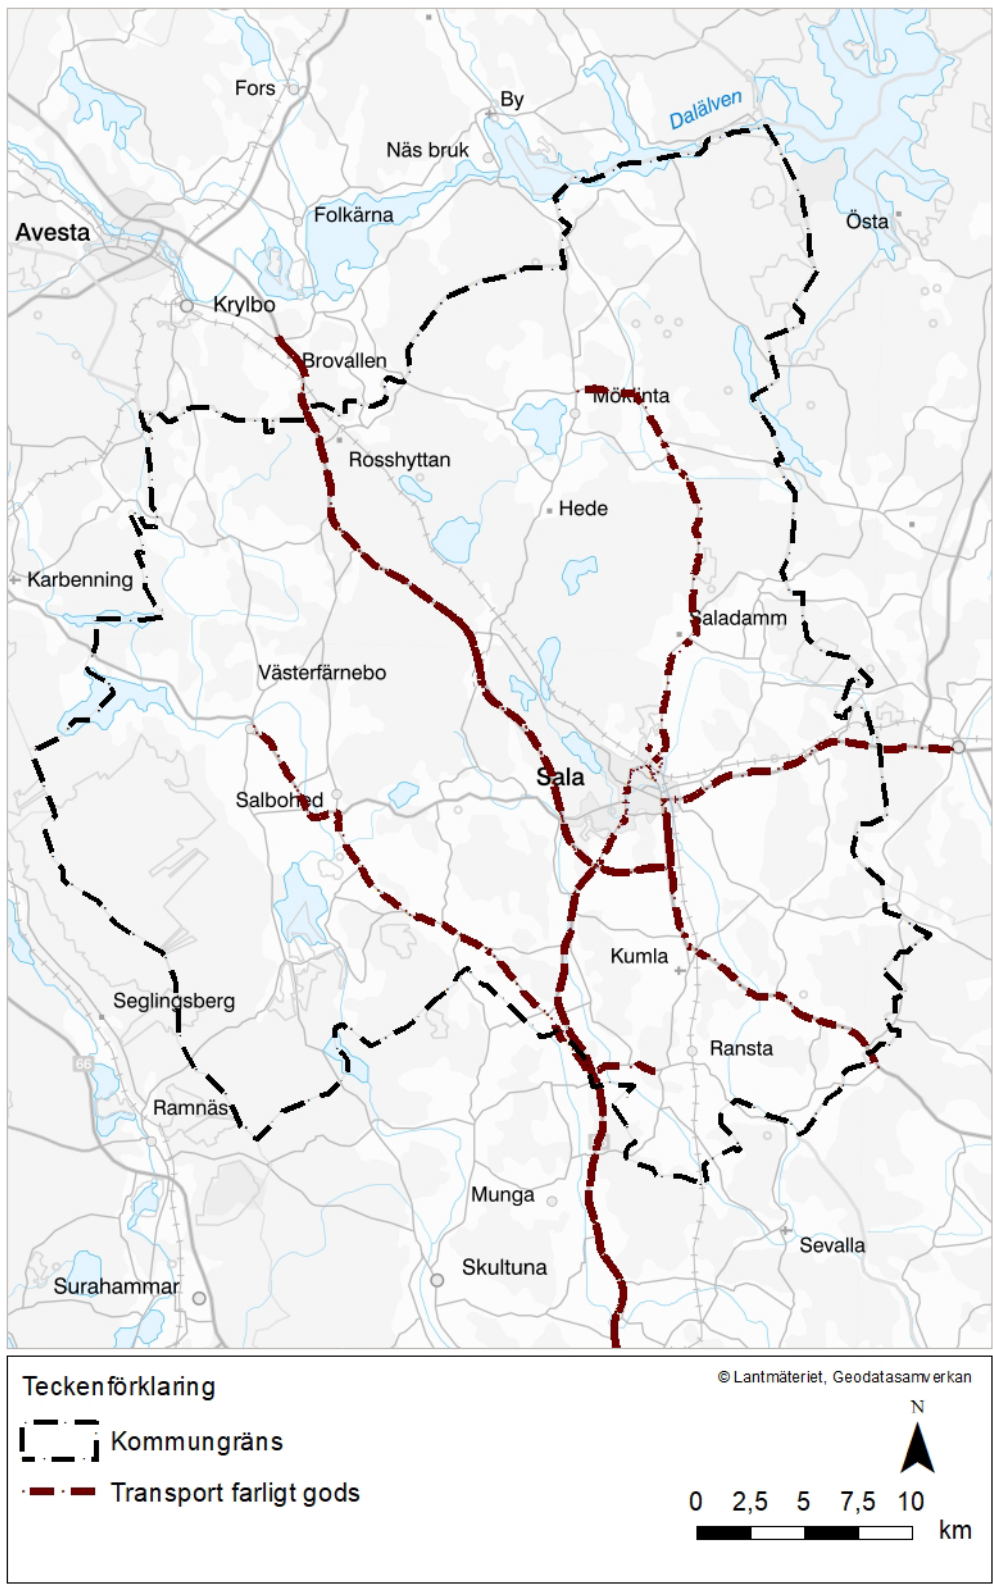 Fors
By
Dalälven
Näs bruk
Folkärna
Östa
Avesta
Krylbo
Brovallen
Möklinta
Rosshyttan
Hede
Karbenning
Saladamm
Västerfärnebo
Sala
Salbohed
Kumla
Seglingsberg
Ransta
66
Ramnäs
Munga
Sevalla
Skultuna
Surahammar
Teckenförklaring
© Lantmäteriet, Geodatasamverkan
N
Kommungräns
Transport farligt gods
0 2,5 5 7,5 10
km